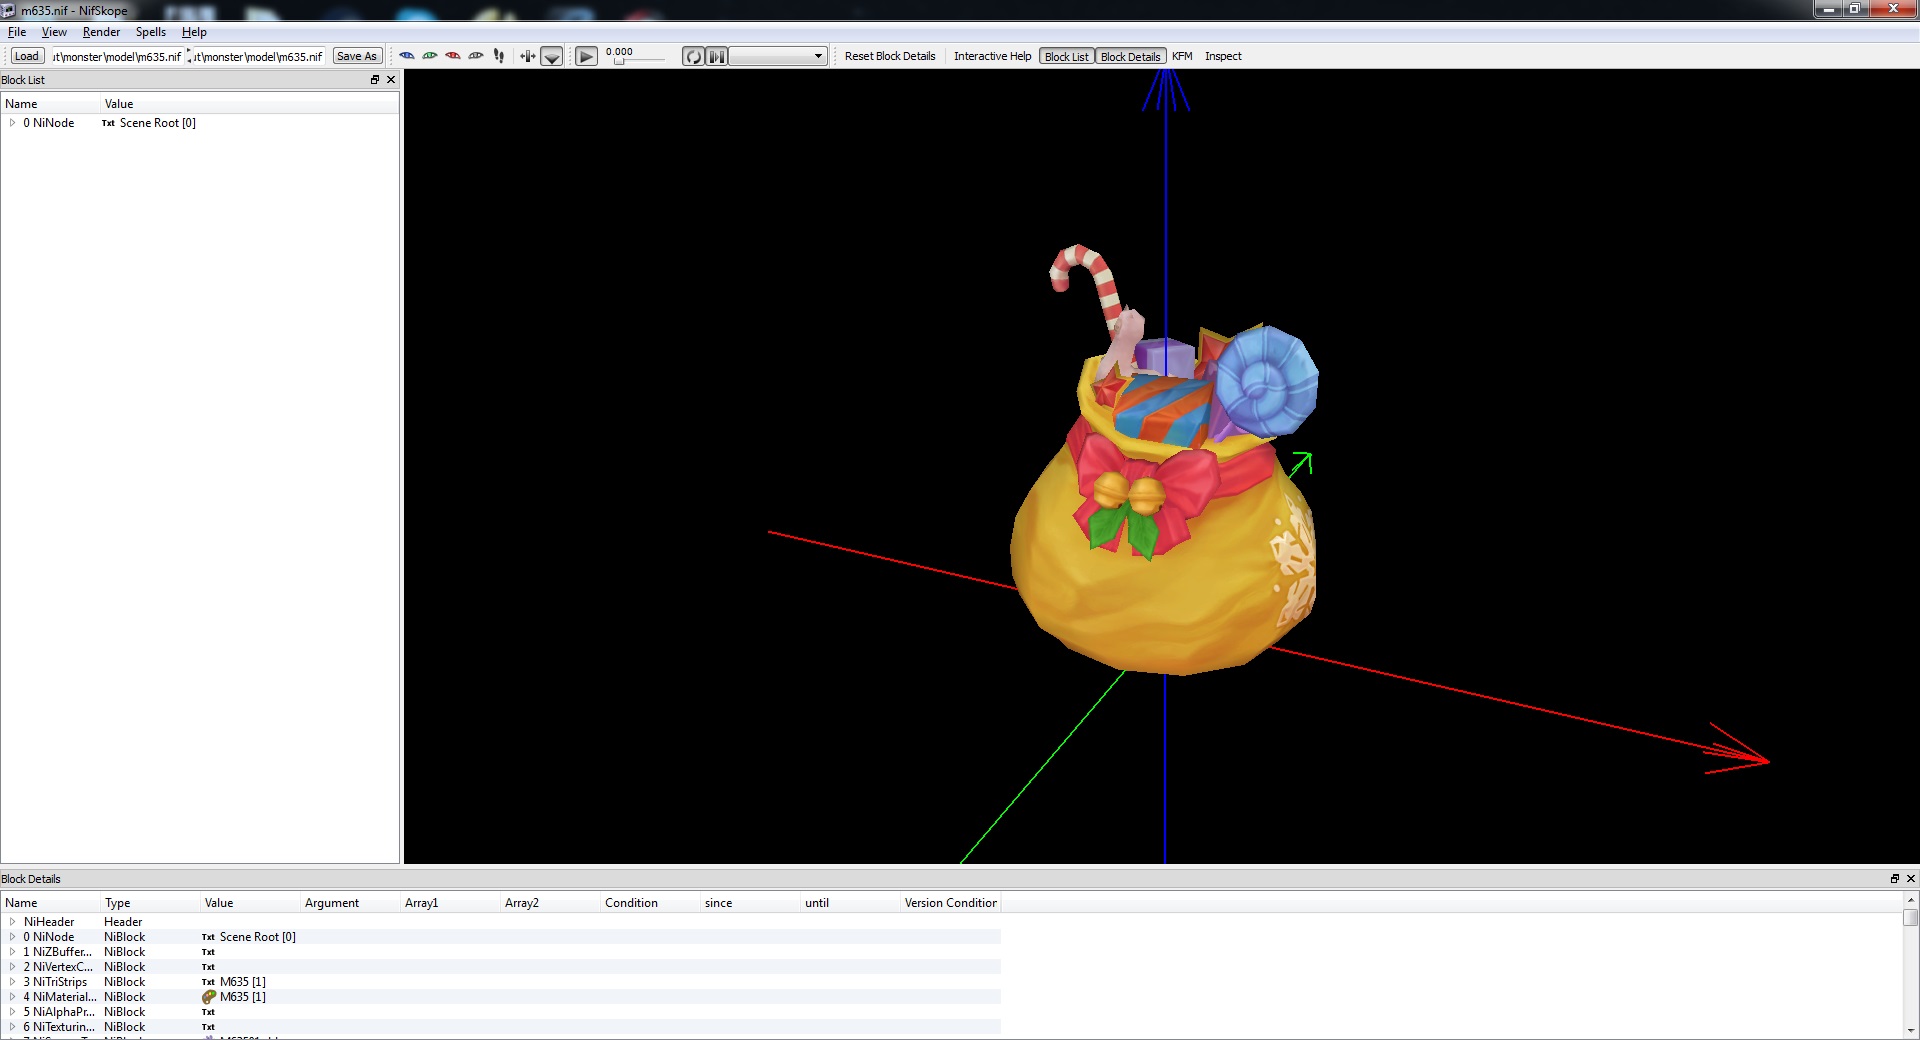 m635.nif - NifSkope
File View Render Spells Help
Load ut\monster\model\m635.nif ut\monster\model\m635.nif Save As 0.000 Reset Block Details Interactive Help Block List Block Details KFM Inspect
Block List
Name Value
0 NiNode Txt Scene Root [0]
Block Details
Name Type Value Argument Array1 Array2 Condition since until Version Condition
NiHeader Header
0 NiNode NiBlock Txt Scene Root [0]
1 NiZBuffer... NiBlock Txt
2 NiVertexC... NiBlock Txt
3 NiTriStrips NiBlock Txt M635 [1]
4 NiMaterial... NiBlock M635 [1]
5 NiAlphaPr... NiBlock Txt
6 NiTexturin... NiBlock Txt